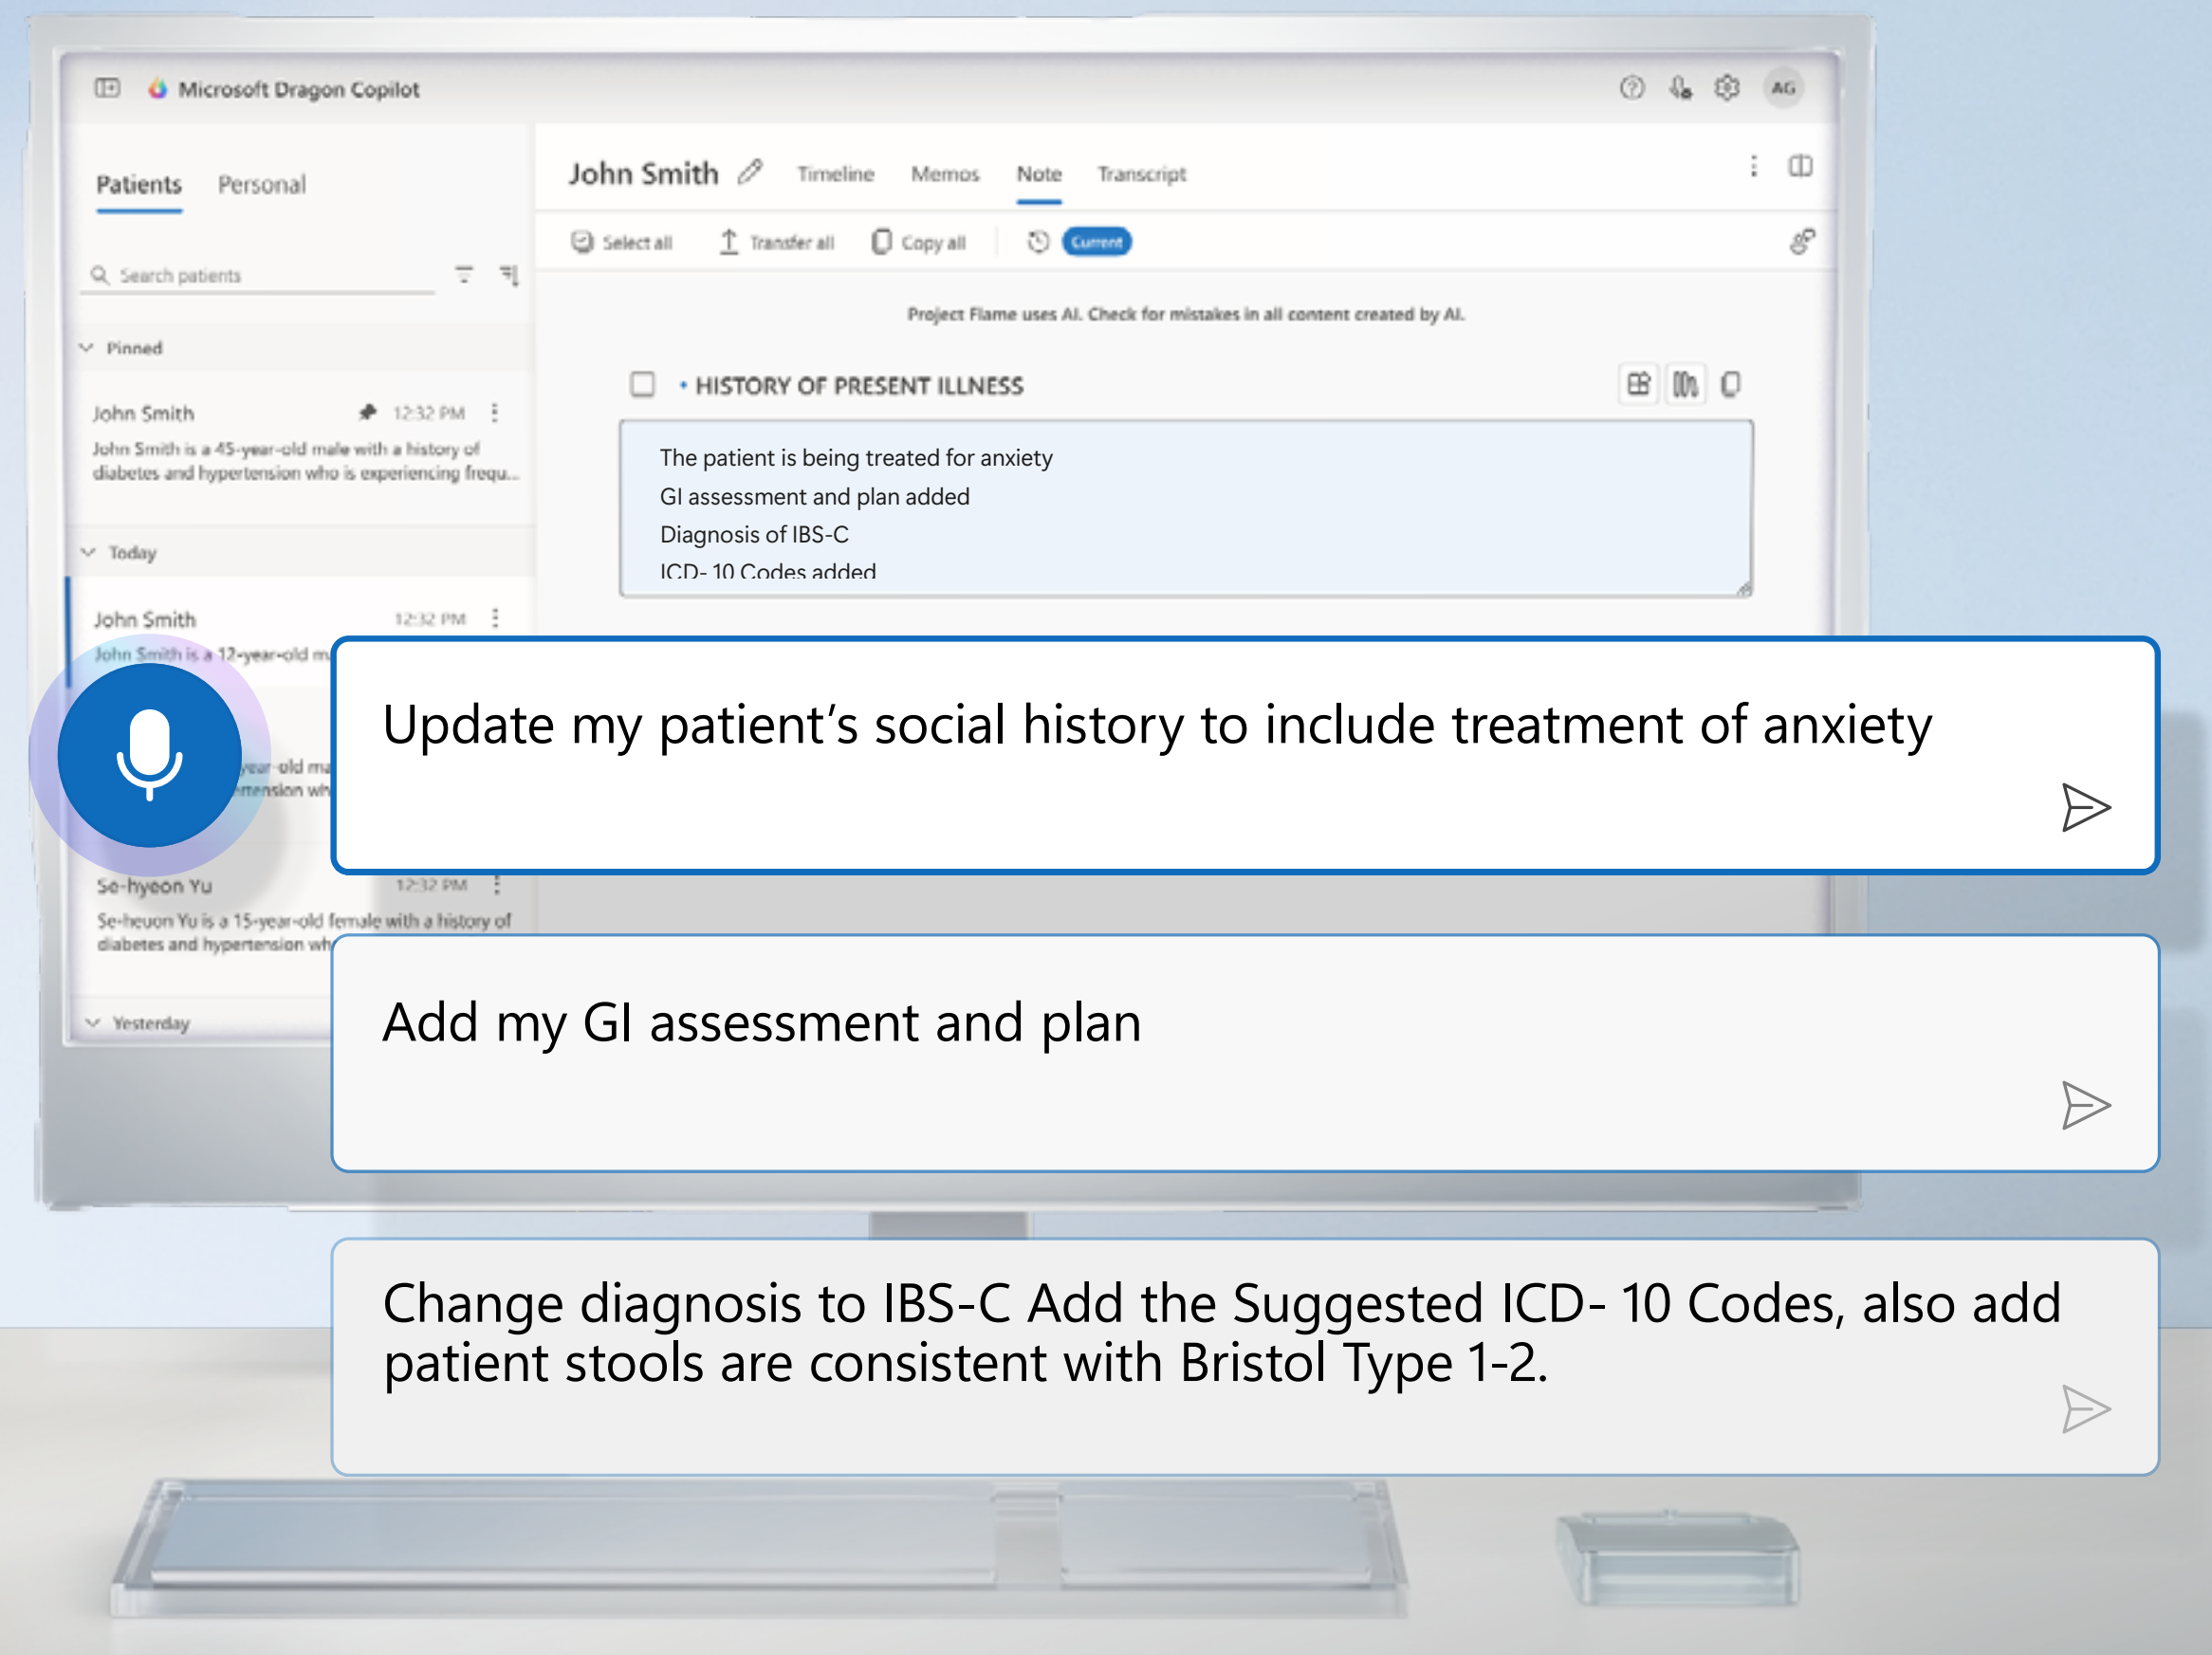 Microsoft Dragon Copilot
AG
Patients Personal
Search patients
Pinned
John Smith 12:32 PM
John Smith is a 45-year-old male with a history of
diabetes and hypertension who is experiencing frequ...
Today
John Smith 12:32 PM
John Smith is a 12-year-old
year-old
Se-hyeon Yu 12:32 PM
Se-heuon Yu is a 15-year-old female with a history of
diabetes and hypertension
Yesterday
John Smith Timeline Memos Note Transcript
Select all Transfer all Copy all Current
Project Flame uses AI. Check for mistakes in all content created by AI.
• HISTORY OF PRESENT ILLNESS
The patient is being treated for anxiety
GI assessment and plan added
Diagnosis of IBS-C
ICD- 10 Codes added
Update my patient’s social history to include treatment of anxiety
Add my GI assessment and plan
Change diagnosis to IBS-C Add the Suggested ICD- 10 Codes, also add
patient stools are consistent with Bristol Type 1-2.